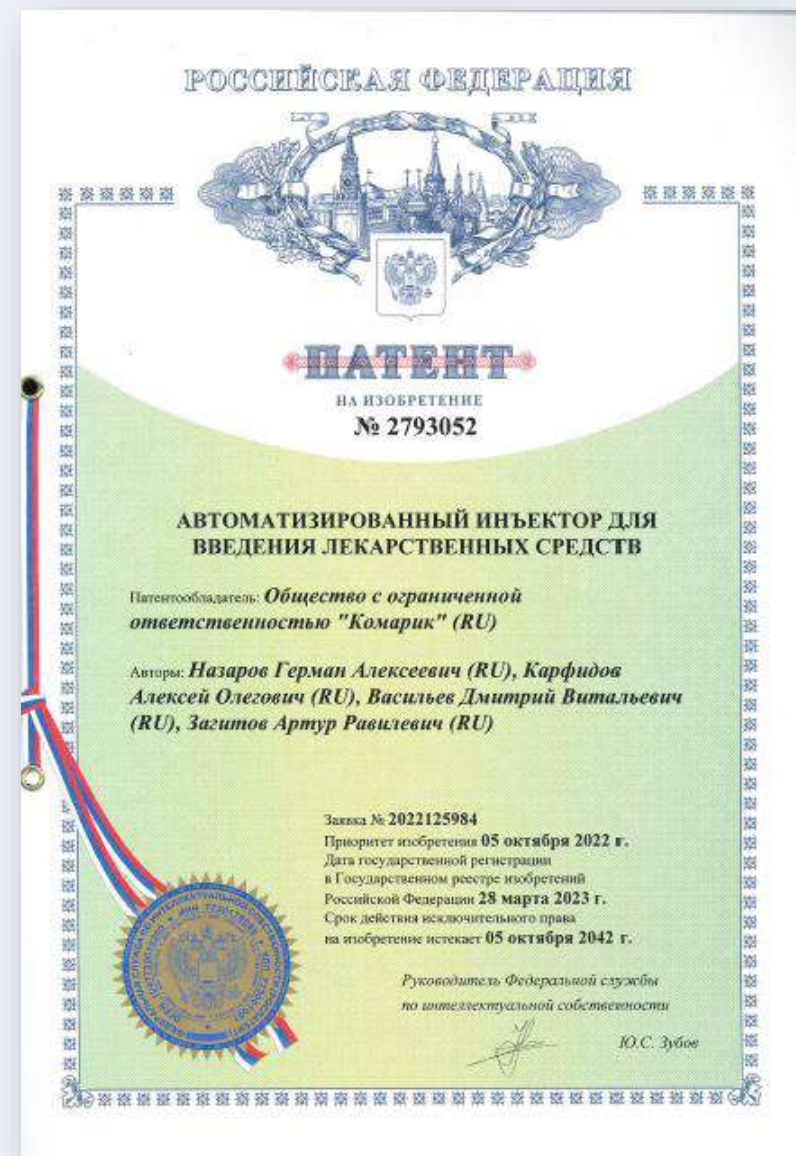 РОССИЙСКАЯ ФЕДЕРАЦИЯ
ПАТЕНТ
НА ИЗОБРЕТЕНИЕ
№ 2793052
АВТОМАТИЗИРОВАННЫЙ ИНЪЕКТОР ДЛЯ
ВВЕДЕНИЯ ЛЕКАРСТВЕННЫХ СРЕДСТВ
Патентообладатель: Общество с ограниченной
ответственностью "Комарик" (RU)
Авторы: Назаров Герман Алексеевич (RU), Карфидов
Алексей Олегович (RU), Васильев Дмитрий Витальевич
(RU), Загитов Артур Равилевич (RU)
Заявка № 2022125984
Приоритет изобретения 05 октября 2022 г.
Дата государственной регистрации
в Государственном реестре изобретений
Российской Федерации 28 марта 2023 г.
Срок действия исключительного права
на изобретение истекает 05 октября 2042 г.
Руководитель Федеральной службы
по интеллектуальной собственности
Ю.С. Зубов